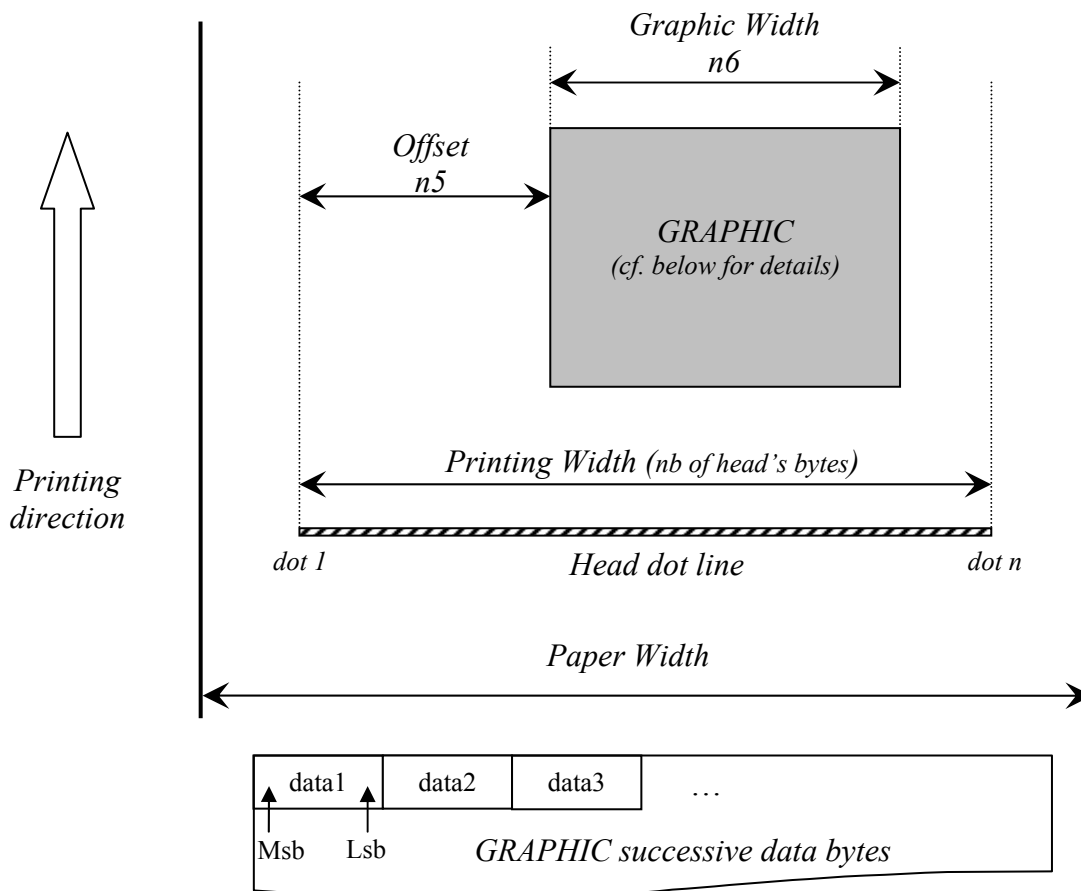 Graphic Width
n6
Offset
n5
GRAPHIC
(cf. below for details)
Printing
direction
Printing Width (nb of head’s bytes)
dot 1
Head dot line
dot n
Paper Width
data1
data2
data3
…
Msb
Lsb
GRAPHIC successive data bytes